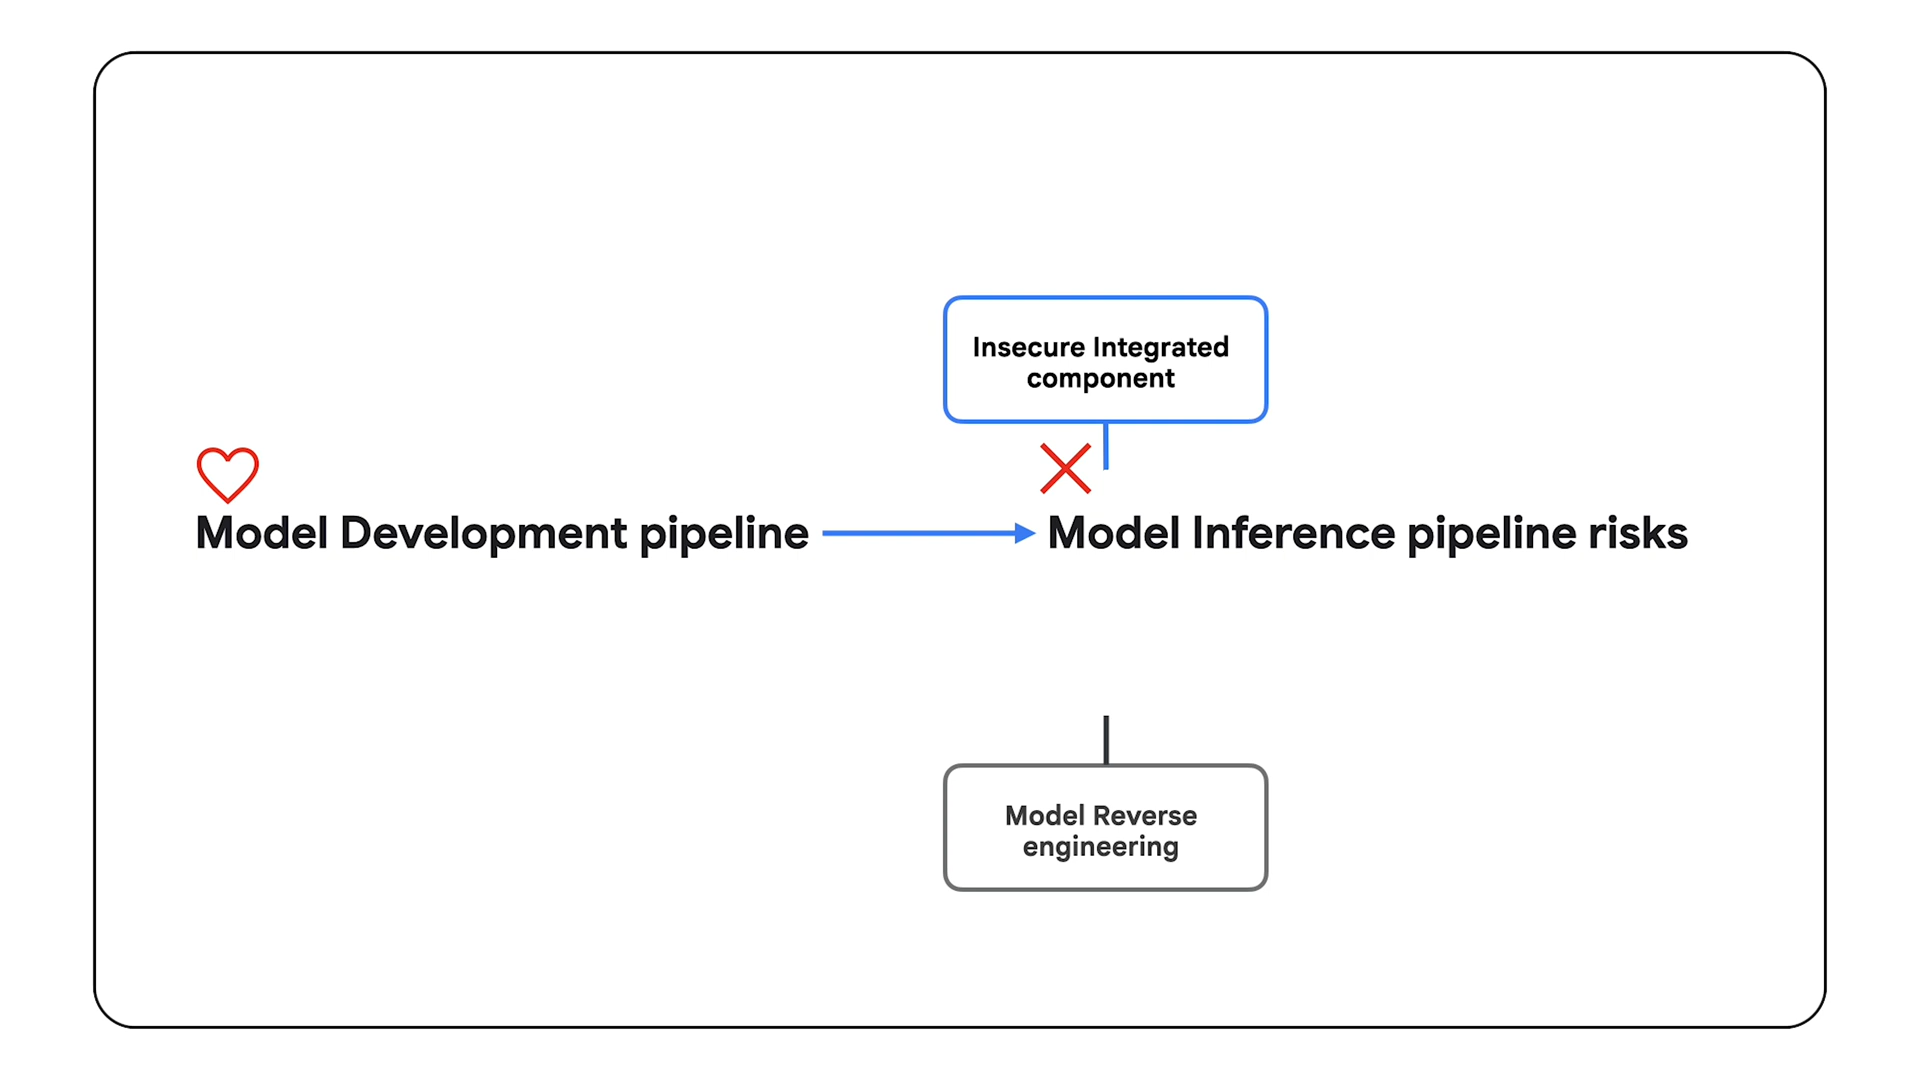 Insecure Integrated
component
Model Development pipeline
Model Inference pipeline risks
Model Reverse
engineering